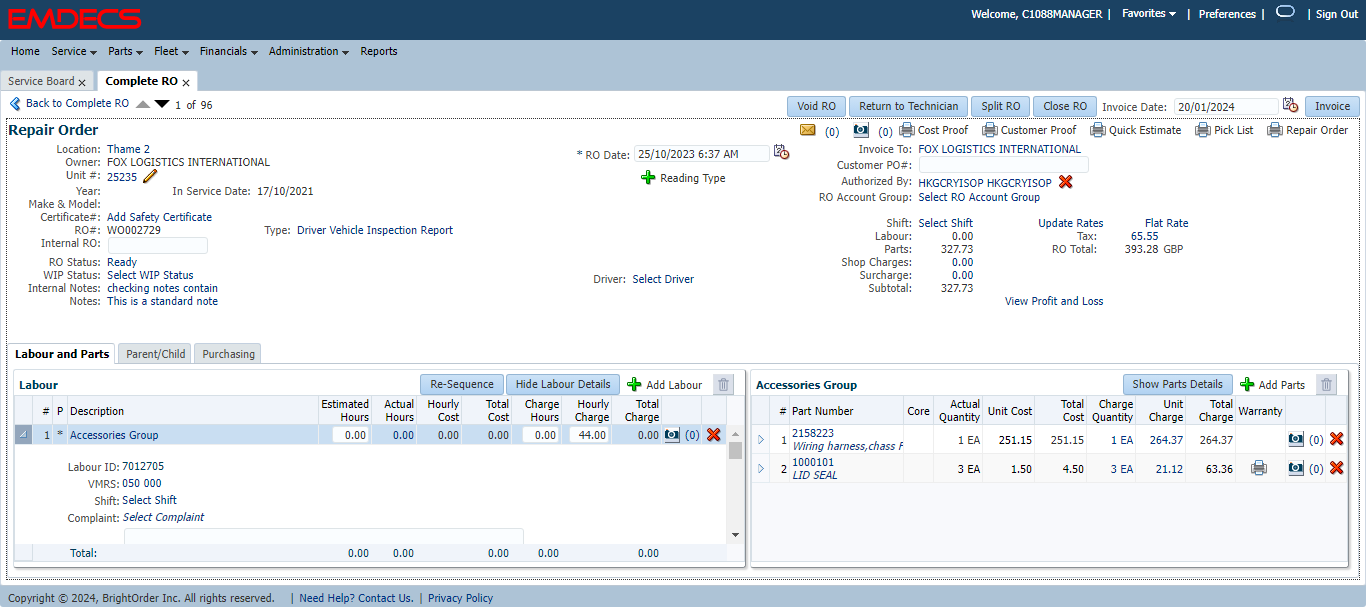 EMDECS
Welcome, C1088MANAGER | Favorites | Preferences | | Sign Out
Home Service Parts Fleet Financials Administration Reports
Service Board x Complete RO x
Back to Complete RO 1 of 96 Void RO Return to Technician Split RO Close RO Invoice Date: 20/01/2024 Invoice
Repair Order (0) (0) Cost Proof Customer Proof Quick Estimate Pick List Repair Order
Location: Thame 2
Owner: FOX LOGISTICS INTERNATIONAL
Unit #: 25235
Year: In Service Date: 17/10/2021
Make & Model:
Certificate#: Add Safety Certificate
RO#: WO002729 Type: Driver Vehicle Inspection Report
Internal RO:
RO Status: Ready
WIP Status: Select WIP Status
Internal Notes: checking notes contain
Notes: This is a standard note
* RO Date: 25/10/2023 6:37 AM
Reading Type
Driver: Select Driver
Invoice To: FOX LOGISTICS INTERNATIONAL
Customer PO#:
Authorized By: HKGCRYISOP HKGCRYISOP
RO Account Group: Select RO Account Group
Shift: Select Shift Update Rates Flat Rate
Labour: 0.00 Tax: 65.55
Parts: 327.73 RO Total: 393.28 GBP
Shop Charges: 0.00
Surcharge: 0.00
Subtotal: 327.73
View Profit and Loss
Labour and Parts Parent/Child Purchasing
Labour Re-Sequence Hide Labour Details Add Labour
# P Description Estimated Hours Actual Hours Hourly Cost Total Cost Charge Hours Hourly Charge Total Charge
1 * Accessories Group 0.00 0.00 0.00 0.00 0.00 44.00 0.00 (0)
Labour ID: 7012705
VMRS: 050 000
Shift: Select Shift
Complaint: Select Complaint
Total: 0.00 0.00 0.00 0.00 0.00
Accessories Group Show Parts Details Add Parts
# Part Number Core Actual Quantity Unit Cost Total Cost Charge Quantity Unit Charge Total Charge Warranty
1 2158223 1 EA 251.15 251.15 1 EA 264.37 264.37 (0)
Wiring harness,chass F
2 1000101 3 EA 1.50 4.50 3 EA 21.12 63.36 (0)
LID SEAL
Copyright © 2024, BrightOrder Inc. All rights reserved. | Need Help? Contact Us. | Privacy Policy